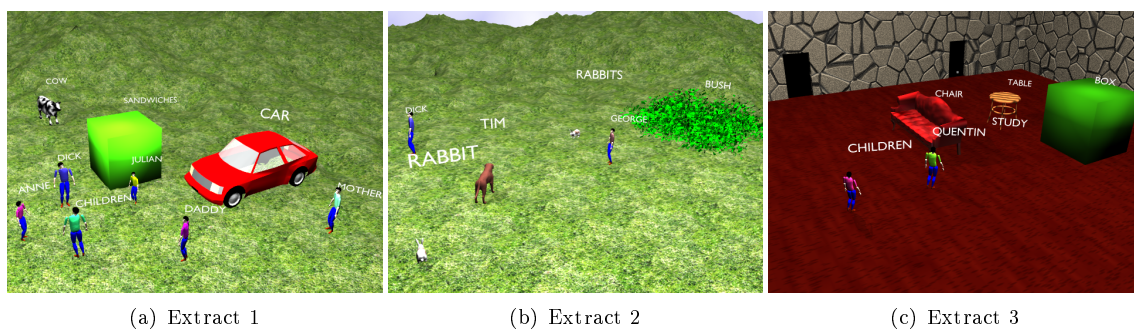 COW
SANDWICHES
CAR
DICK
JULIAN
ANNE
CHILDREN
MOTHER
DADDY
RABBITS
BUSH
DICK
TIM
GEORGE
RABBIT
TABLE
BOX
CHAIR
STUDY
QUENTIN
CHILDREN
(a) Extract 1
(b) Extract 2
(c) Extract 3